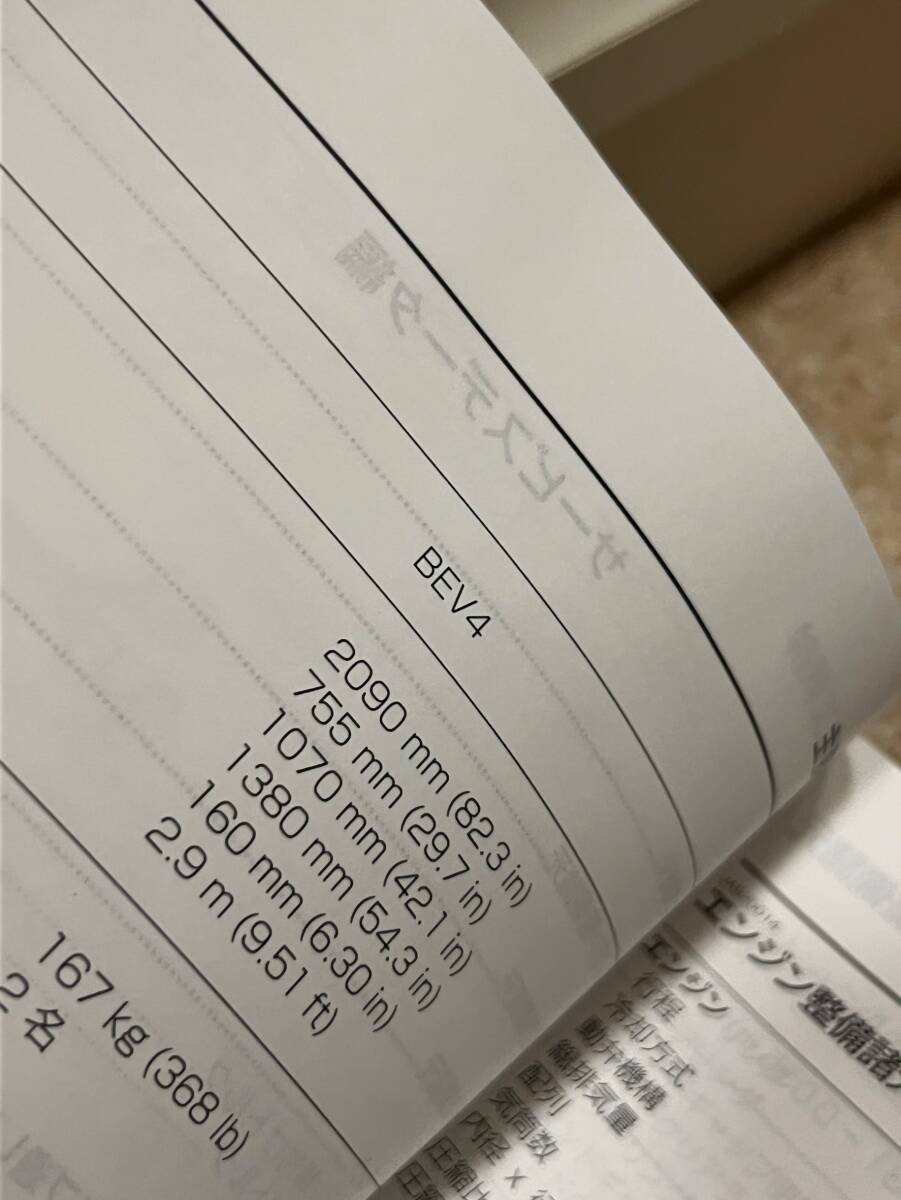 BEV4
2090 mm (82.3 in)
755 mm (29.7 in)
1070 mm (42.1 in)
1380 mm (54.3 in)
160 mm (6.30 in)
2.9 m (9.51 ft)
167 kg (368 lb)
2 名
サービスデータ編
エンジン整備諸
エンジン
行程
冷却方式
動弁機構
総排気量
配列
気筒数
内径 x
圧縮比